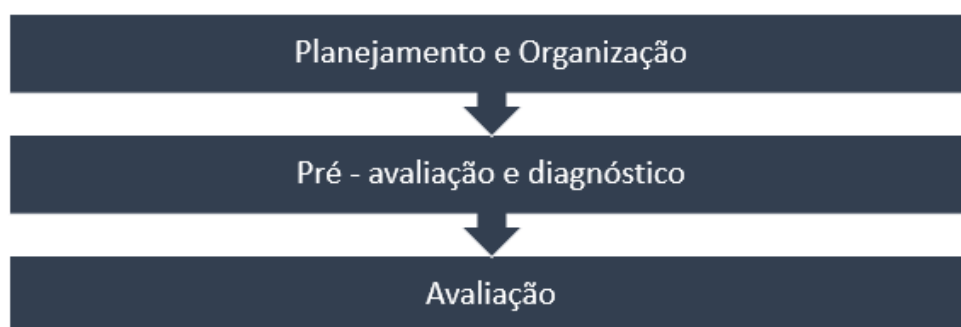 Planejamento e Organização
Pré - avaliação e diagnóstico
Avaliação